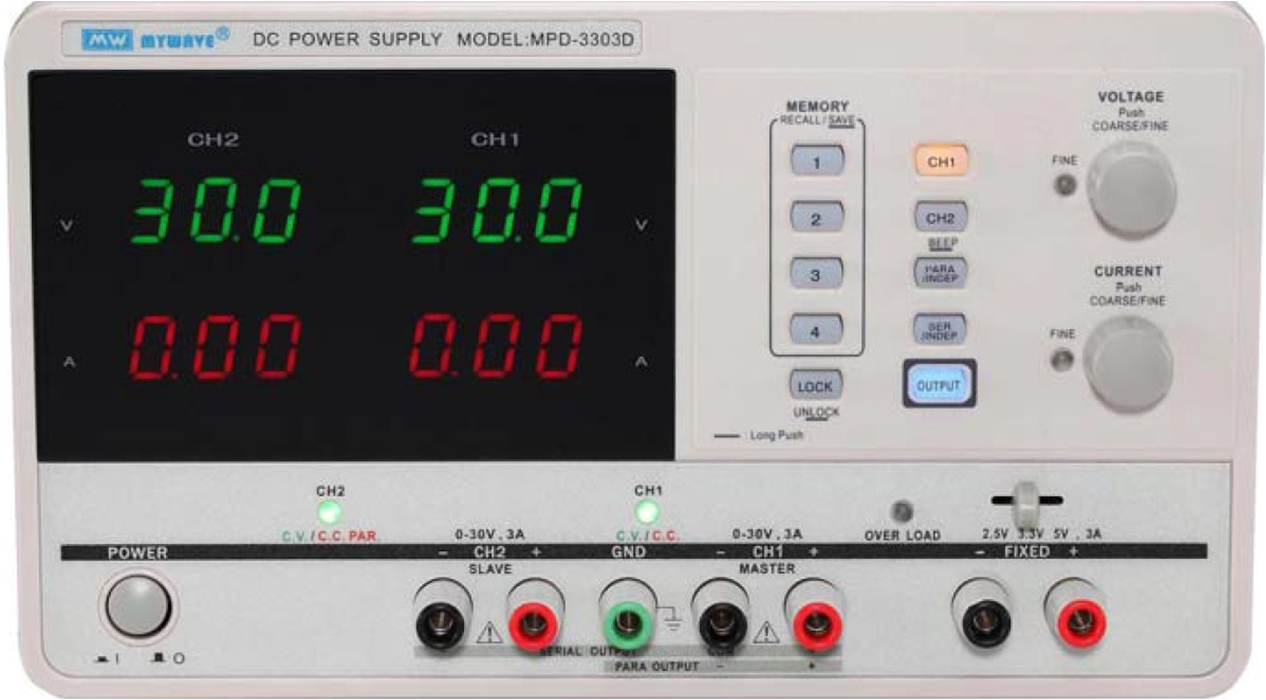 MW MYWAVE® DC POWER SUPPLY MODEL:MPD-3303D
CH2 CH1
V 30.0 30.0 V
A 0.00 0.00 A
MEMORY
RECALL / SAVE
1
2
3
4
LOCK
UNLOCK
Long Push
CH1
CH2
BEEP
PARA
/INDEP
SER
/INDEP
OUTPUT
VOLTAGE
Push
COARSE/FINE
FINE
CURRENT
Push
COARSE/FINE
FINE
CH2
C.V. / C.C. PAR.
CH1
C.V. / C.C.
OVER LOAD
0-30V , 3A
0-30V , 3A
2.5V 3.3V 5V , 3A
POWER
- CH2 +
GND
- CH1 +
- FIXED +
SLAVE
MASTER
I O
SERIAL OUTPUT - COM +
PARA OUTPUT - +